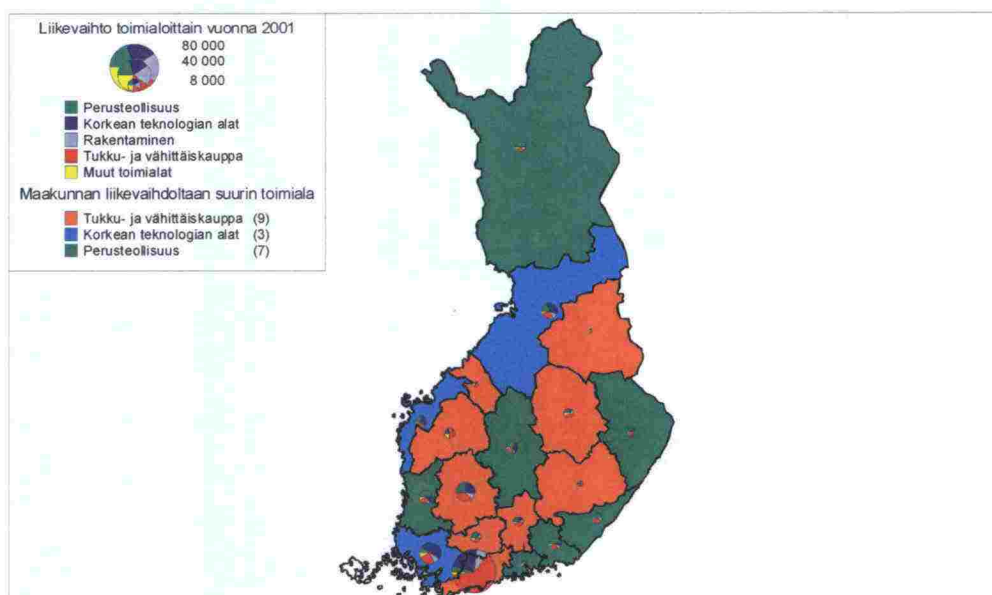 Liikevaihto toimialoittain vuonna 2001
80 000
40 000
8 000
Perusteollisuus
Korkean teknologian alat
Rakentaminen
Tukku- ja vähittäiskauppa
Muut toimialat
Maakunnan liikevaihdoltaan suurin toimiala
Tukku- ja vähittäiskauppa (9)
Korkean teknologian alat (3)
Perusteollisuus (7)